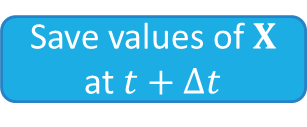 Save values of 𝐗
at 𝑡 + Δ𝑡